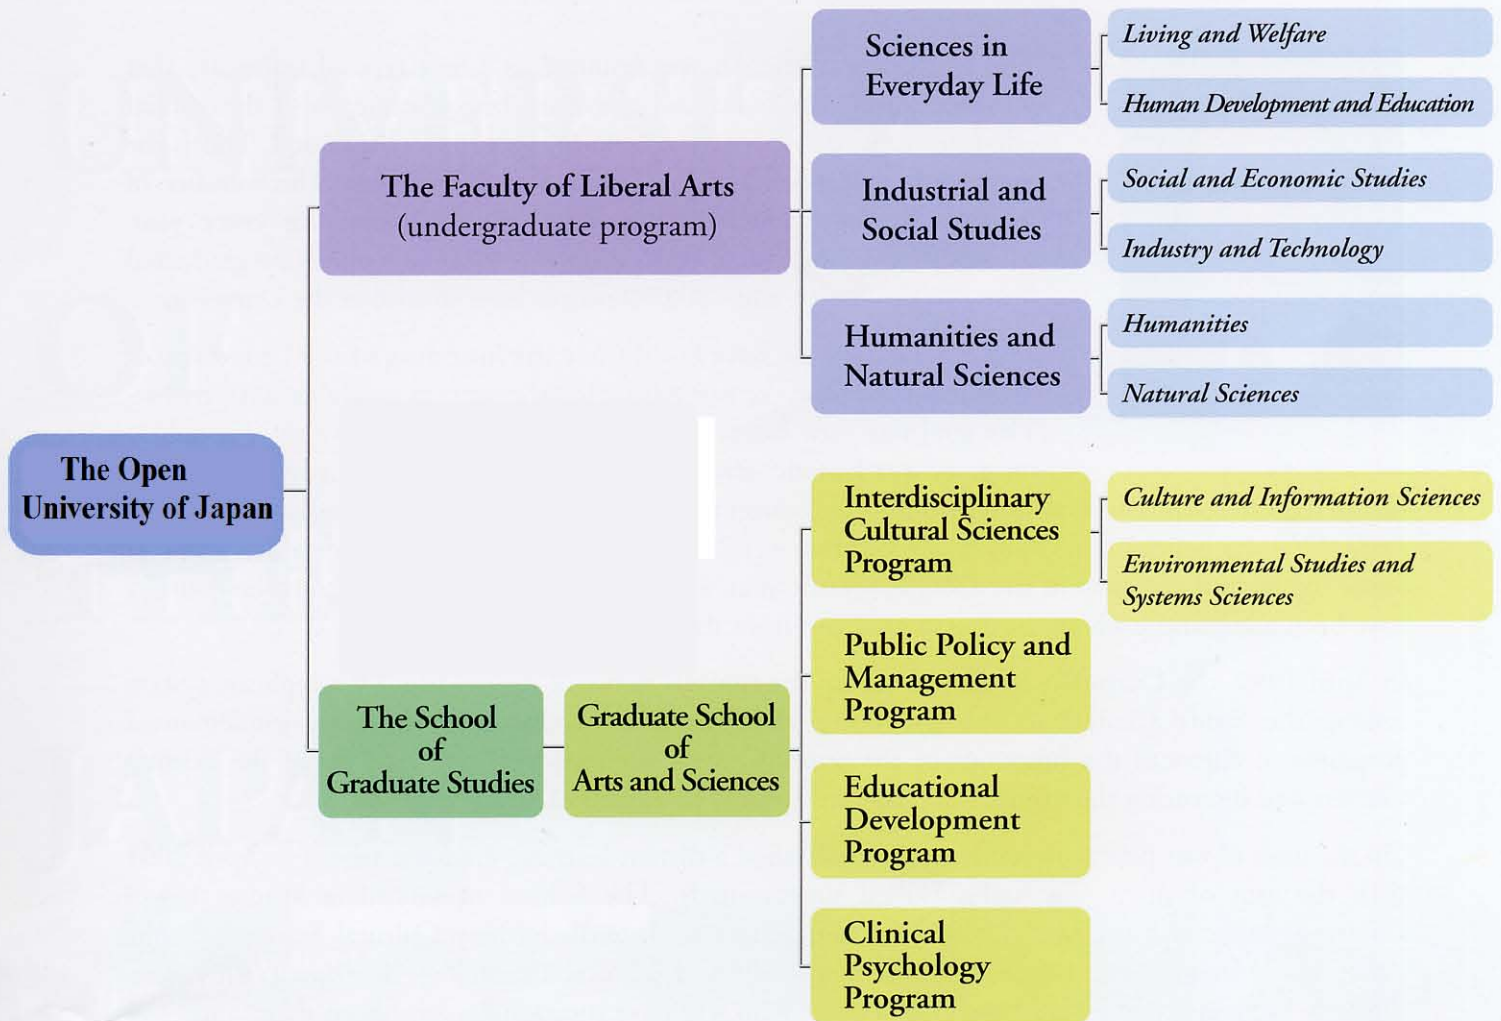 The Open
University of Japan
The Faculty of Liberal Arts
(undergraduate program)
Sciences in
Everyday Life
Living and Welfare
Human Development and Education
Industrial and
Social Studies
Social and Economic Studies
Industry and Technology
Humanities and
Natural Sciences
Humanities
Natural Sciences
The School
of
Graduate Studies
Graduate School
of
Arts and Sciences
Interdisciplinary
Cultural Sciences
Program
Culture and Information Sciences
Environmental Studies and
Systems Sciences
Public Policy and
Management
Program
Educational
Development
Program
Clinical
Psychology
Program